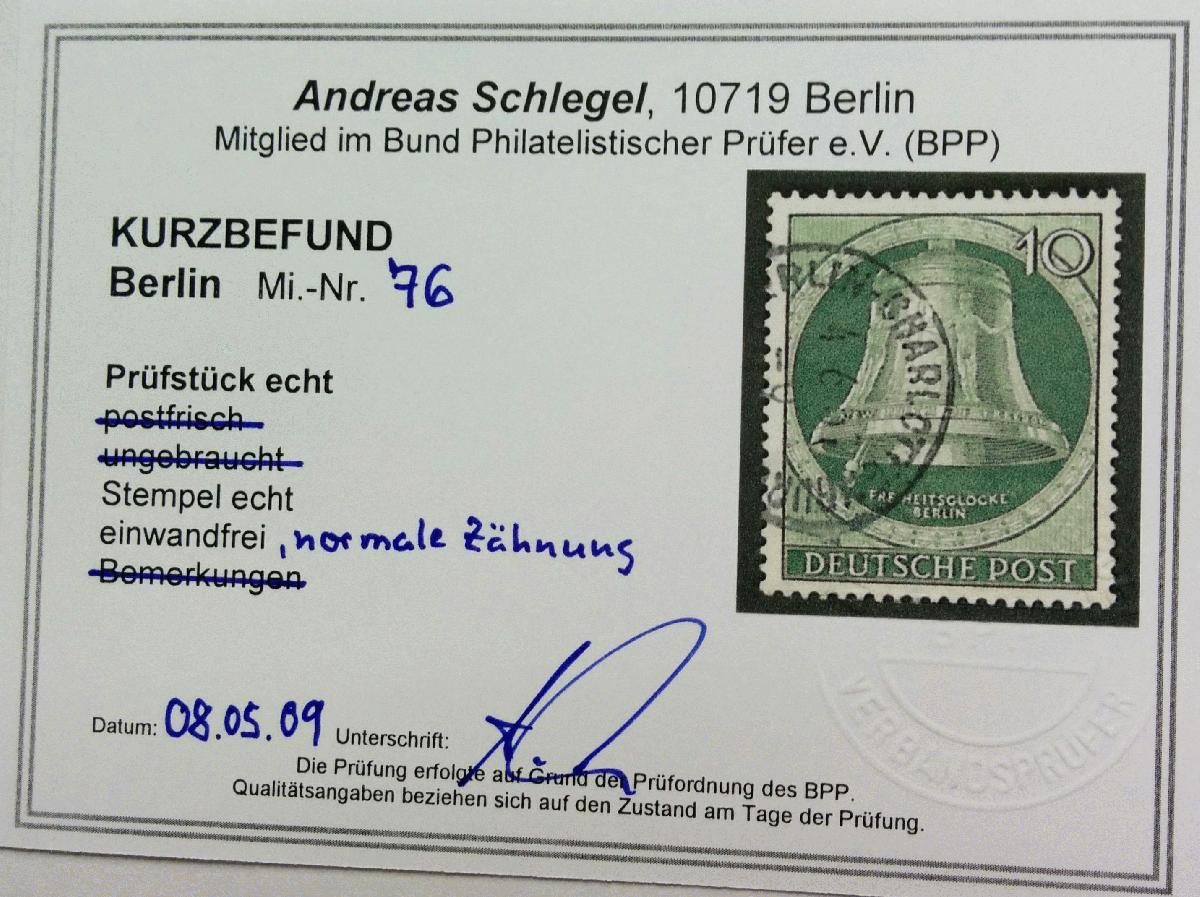 Andreas Schlegel, 10719 Berlin
Mitglied im Bund Philatelistischer Prüfer e.V. (BPP)
KURZBEFUND
Berlin Mi.-Nr. 76
Prüfstück echt
postfrisch
ungebraucht
Stempel echt
einwandfrei, normale Zähnung
Bemerkungen
10
BERLIN-CHARLOTTENBURG
FREIHEITSGLOCKE
BERLIN
DEUTSCHE POST
VERBANDSPRÜFER
Datum: 08.05.09 Unterschrift:
Die Prüfung erfolgte auf Grund der Prüfordnung des BPP.
Qualitätsangaben beziehen sich auf den Zustand am Tage der Prüfung.